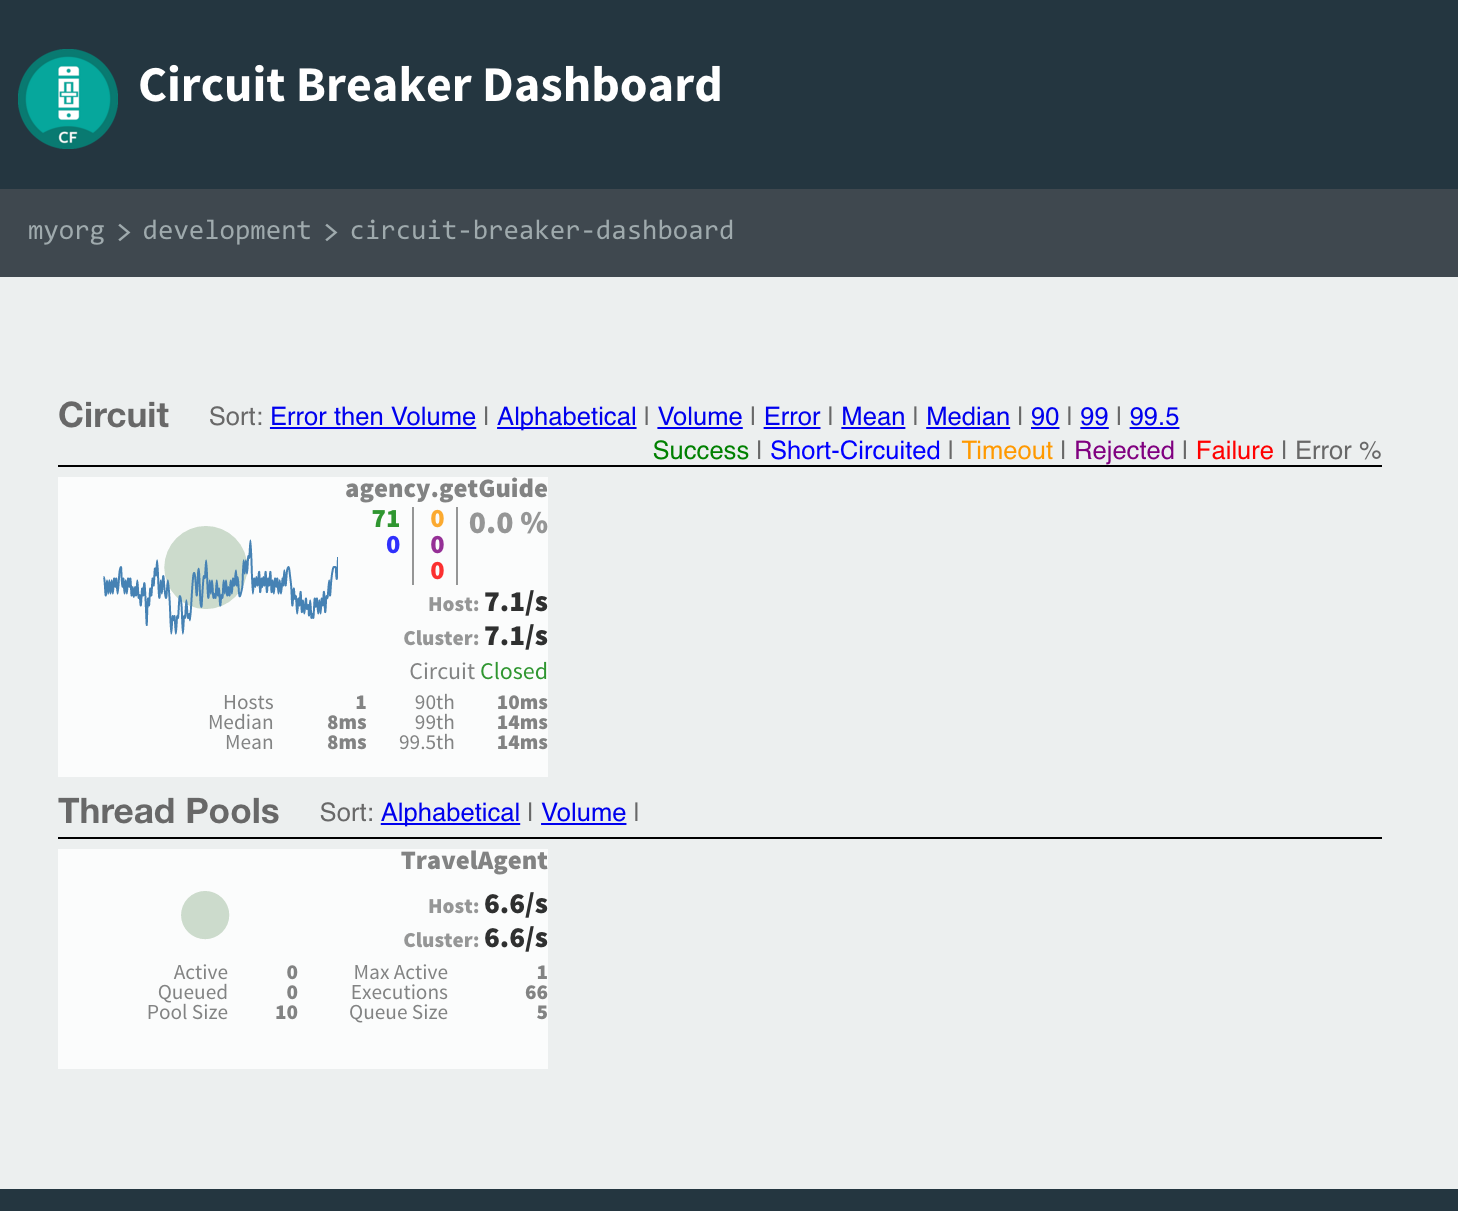 CF
Circuit Breaker Dashboard
myorg > development > circuit-breaker-dashboard
Circuit Sort: Error then Volume | Alphabetical | Volume | Error | Mean | Median | 90 | 99 | 99.5
Success | Short-Circuited | Timeout | Rejected | Failure | Error %
agency.getGuide
71 0 0.0 %
0 0
0
Host: 7.1/s
Cluster: 7.1/s
Circuit Closed
Hosts 1 90th 10ms
Median 8ms 99th 14ms
Mean 8ms 99.5th 14ms
Thread Pools Sort: Alphabetical | Volume |
TravelAgent
Host: 6.6/s
Cluster: 6.6/s
Active 0 Max Active 1
Queued 0 Executions 66
Pool Size 10 Queue Size 5